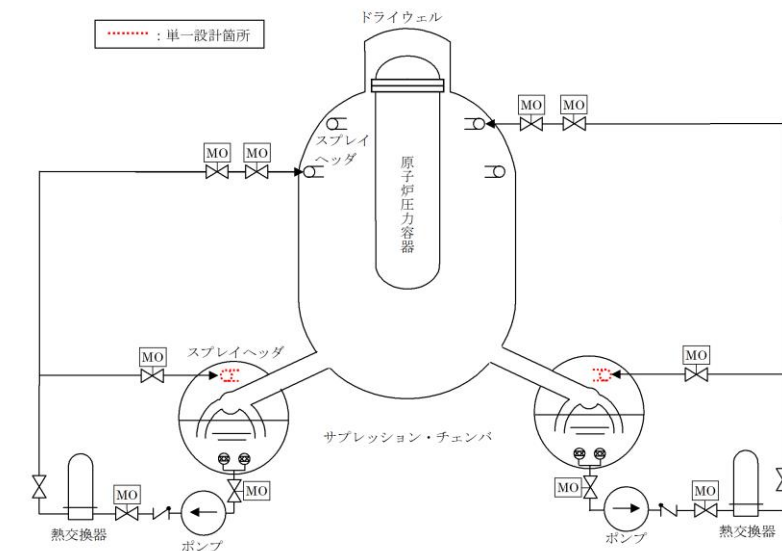 ドライウェル
：単一設計箇所
MO MO
スプレイ
ヘッダ
MO MO
原子炉圧力容器
MO
スプレイヘッダ
MO
サプレッション・チェンバ
MO
MO
MO
MO
熱交換器
ポンプ
ポンプ
熱交換器